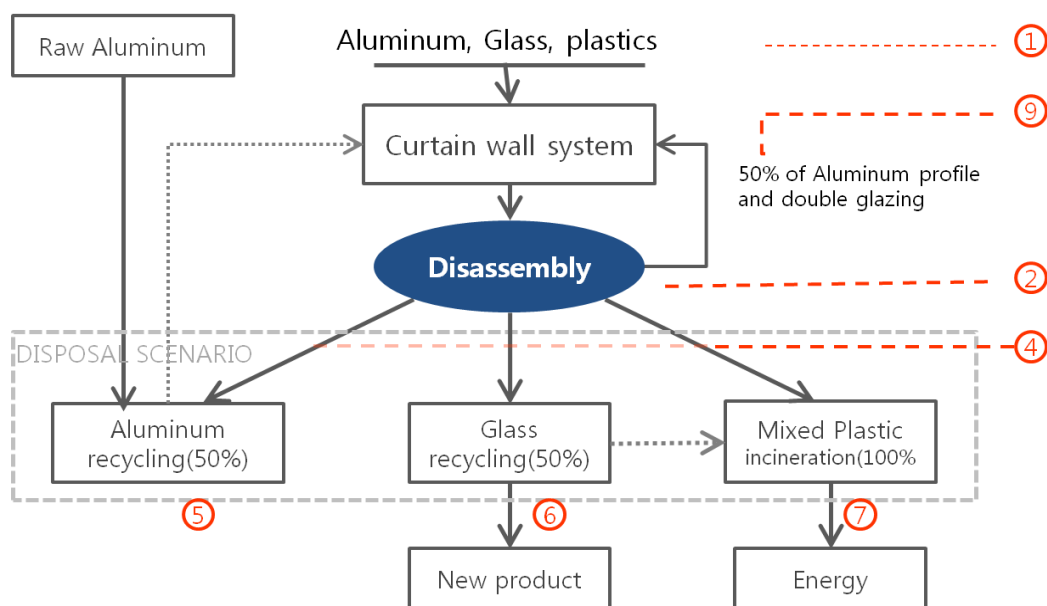 Raw Aluminum
Aluminum, Glass, plastics
①
⑨
Curtain wall system
50% of Aluminum profile
and double glazing
Disassembly
②
④
DISPOSAL SCENARIO
Aluminum
recycling(50%)
Glass
recycling(50%)
Mixed Plastic
incineration(100%
⑤
⑥
⑦
New product
Energy